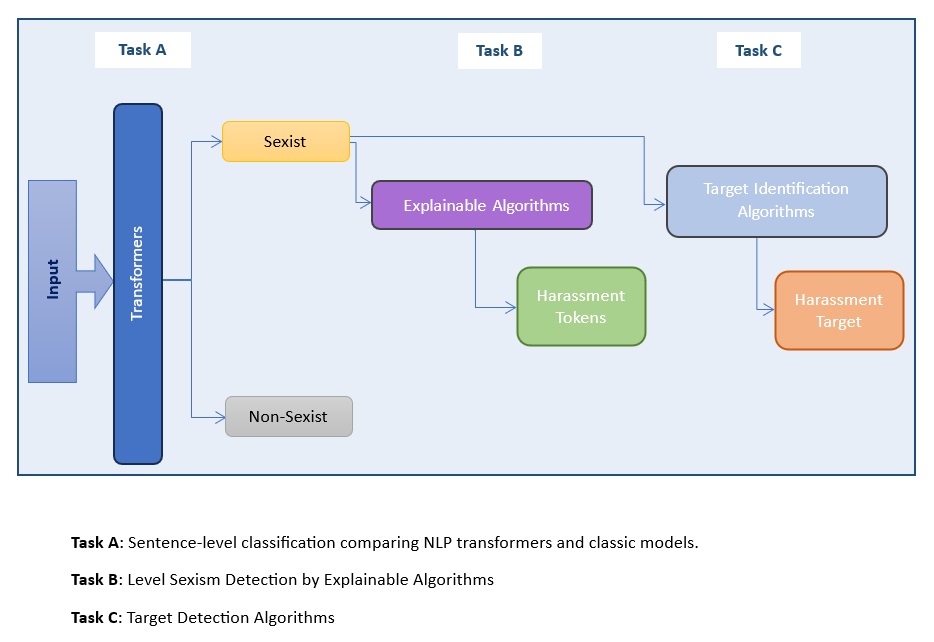 Task A
Task B
Task C
Sexist
Target Identification
Algorithms
Explainable Algorithms
Input
Transformers
Harassment
Tokens
Harassment
Target
Non-Sexist
Task A: Sentence-level classification comparing NLP transformers and classic models.
Task B: Level Sexism Detection by Explainable Algorithms
Task C: Target Detection Algorithms